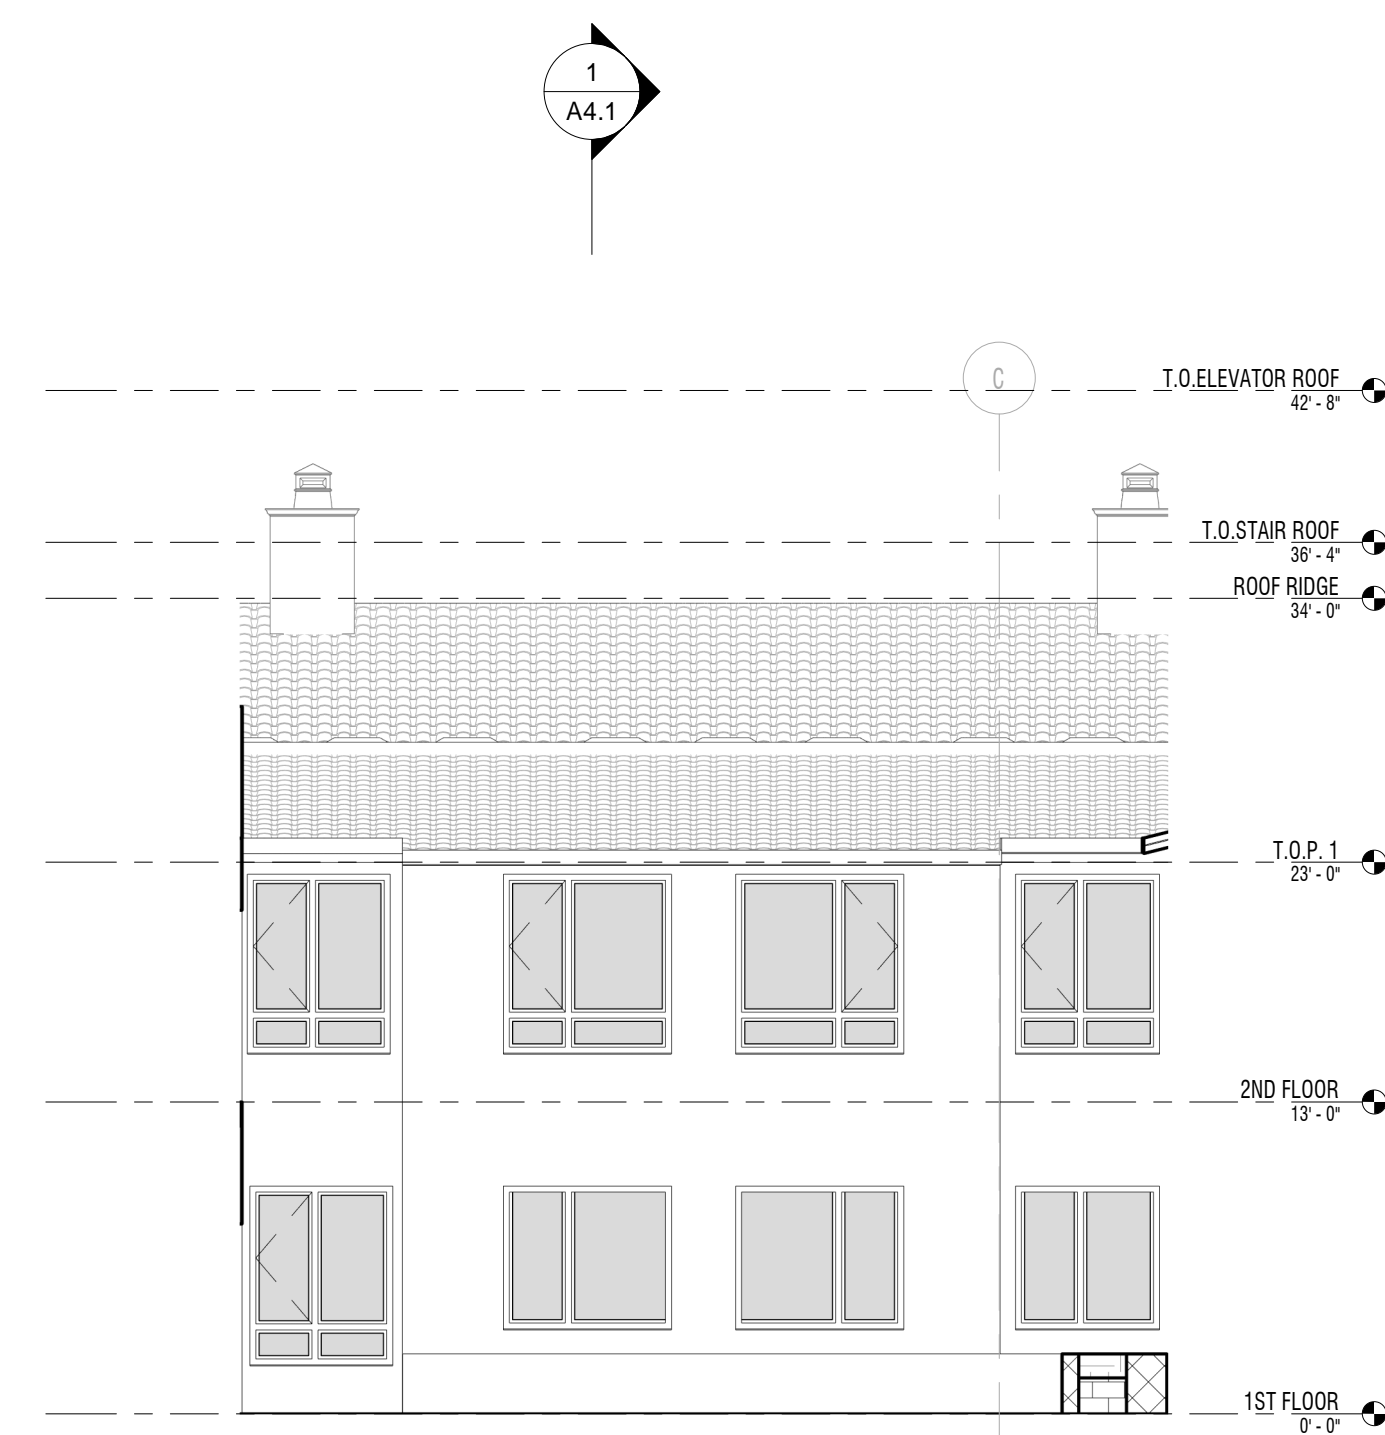 1
A4.1
C
T.O.ELEVATOR ROOF
42' - 8"
T.O.STAIR ROOF
36' - 4"
ROOF RIDGE
34' - 0"
T.O.P. 1
23' - 0"
2ND FLOOR
13' - 0"
1ST FLOOR
0' - 0"